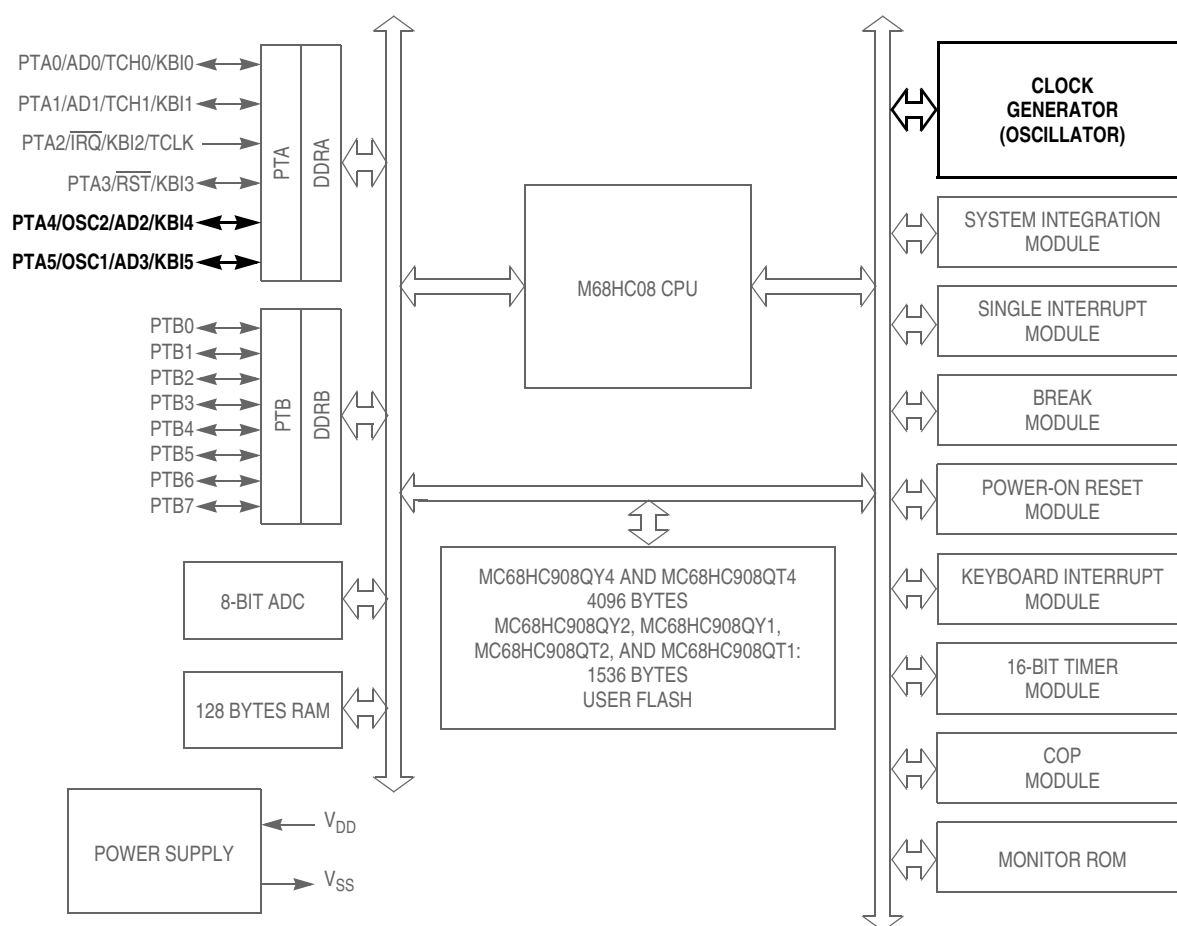 PTA0/AD0/TCH0/KBI0
PTA1/AD1/TCH1/KBI1
PTA2/IRQ/KBI2/TCLK
PTA3/RST/KBI3
PTA4/OSC2/AD2/KBI4
PTA5/OSC1/AD3/KBI5
PTA
DDRA
PTB0
PTB1
PTB2
PTB3
PTB4
PTB5
PTB6
PTB7
PTB
DDRB
8-BIT ADC
128 BYTES RAM
POWER SUPPLY
VDD
VSS
M68HC08 CPU
MC68HC908QY4 AND MC68HC908QT4
4096 BYTES
MC68HC908QY2, MC68HC908QY1,
MC68HC908QT2, AND MC68HC908QT1:
1536 BYTES
USER FLASH
CLOCK
GENERATOR
(OSCILLATOR)
SYSTEM INTEGRATION
MODULE
SINGLE INTERRUPT
MODULE
BREAK
MODULE
POWER-ON RESET
MODULE
KEYBOARD INTERRUPT
MODULE
16-BIT TIMER
MODULE
COP
MODULE
MONITOR ROM